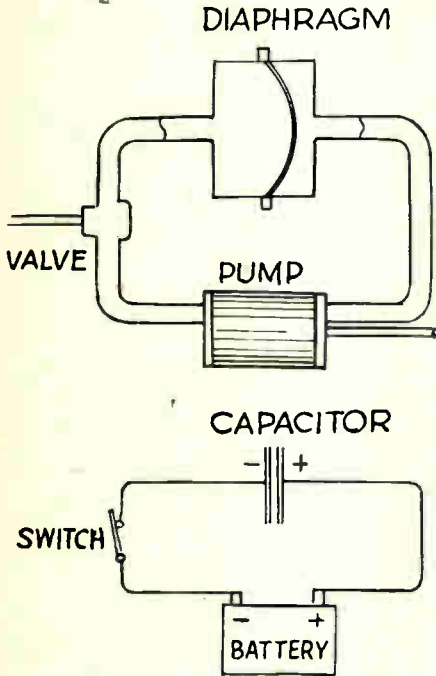 DIAPHRAGM
VALVE
PUMP
CAPACITOR
- +
SWITCH
- +
BATTERY